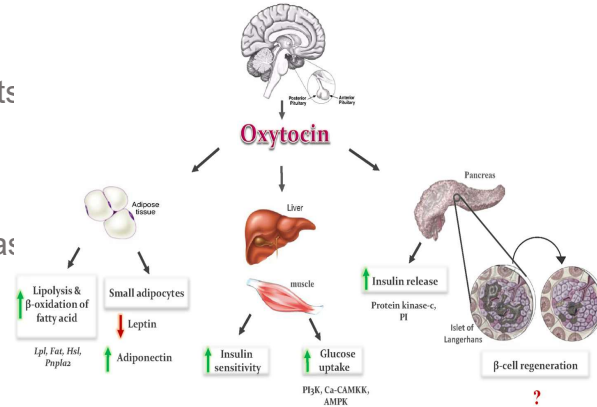 ts
as
Posterior
Pituitary
Anterior
Pituitary
Oxytocin
Adipose
tissue
Liver
muscle
Pancreas
Lipolysis &
β-oxidation of
fatty acid
Lpl, Fat, Hsl,
Pnpla2
Small adipocytes
Leptin
Adiponectin
Insulin
sensitivity
Glucose
uptake
PI3K, Ca-CAMKK,
AMPK
Insulin release
Protein kinase-c,
PI
Islet of
Langerhans
β-cell regeneration
?